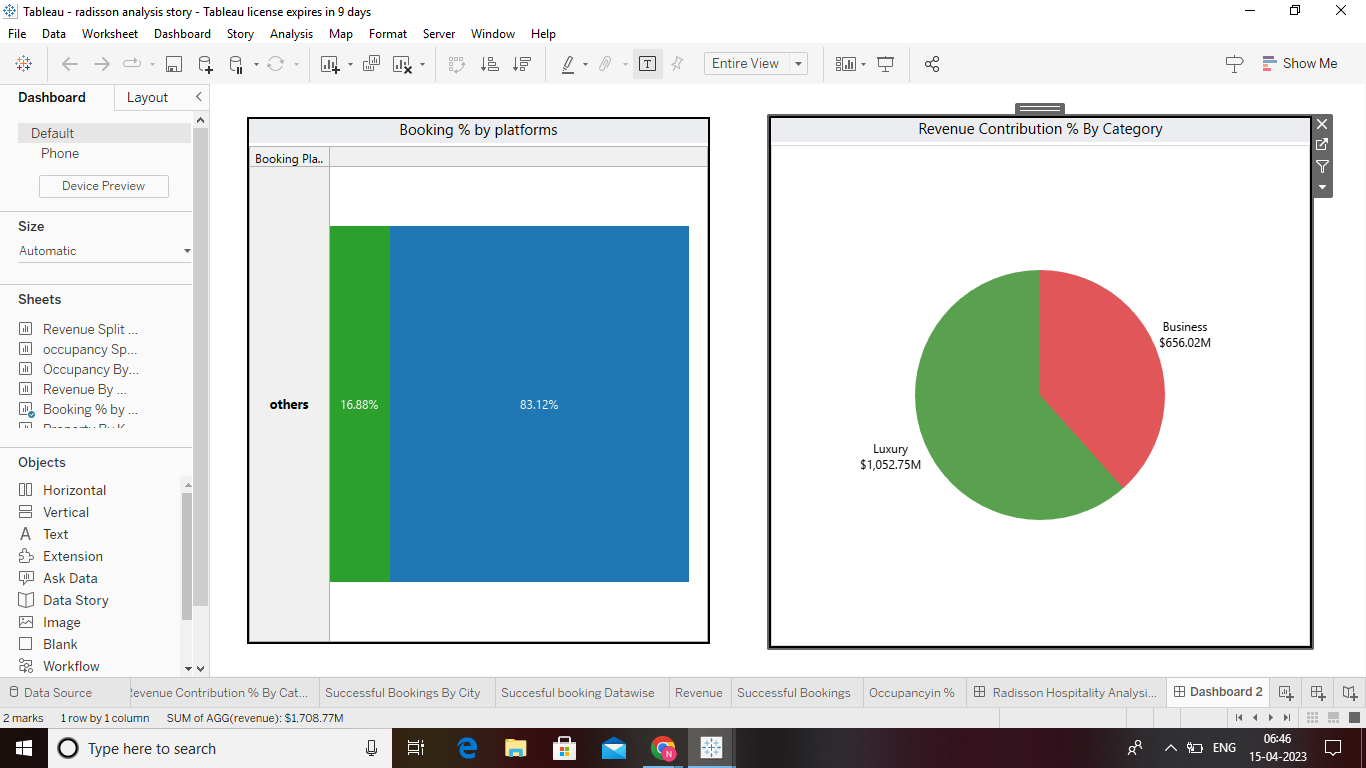 Tableau - radisson analysis story - Tableau license expires in 9 days
File Data Worksheet Dashboard Story Analysis Map Format Server Window Help
Entire View
Show Me
Dashboard Layout
Default
Phone
Device Preview
Size
Automatic
Sheets
Revenue Split ...
occupancy Sp...
Occupancy By...
Revenue By ...
Booking % by ...
Objects
Horizontal
Vertical
Text
Extension
Ask Data
Data Story
Image
Blank
Workflow
Booking % by platforms
Booking Pla..
others
16.88%
83.12%
Revenue Contribution % By Category
Business
$656.02M
Luxury
$1,052.75M
Data Source Revenue Contribution % By Cat... Successful Bookings By City Succesful booking Datawise Revenue Successful Bookings Occupancyin % Radisson Hospitality Analysi... Dashboard 2
2 marks 1 row by 1 column SUM of AGG(revenue): $1,708.77M
Type here to search
N
ENG
06:46
15-04-2023